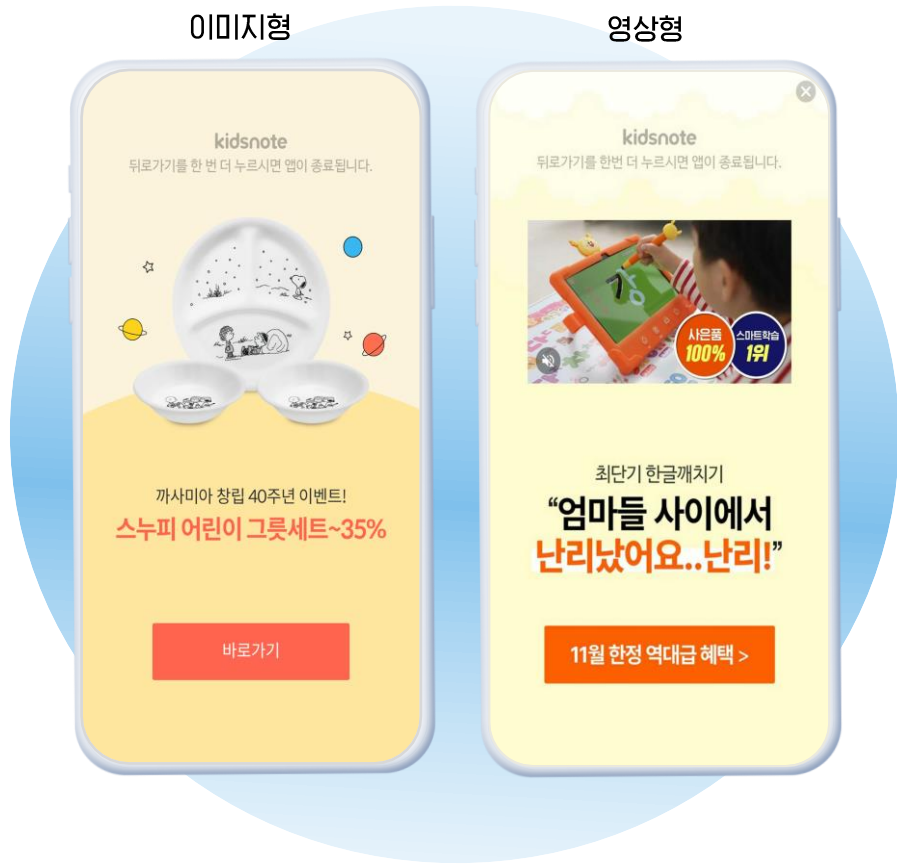 이미지형
kidsnote
뒤로가기를 한 번 더 누르시면 앱이 종료됩니다.
까사미아 창립 40주년 이벤트!
스누피 어린이 그릇세트~35%
바로가기
영상형
kidsnote
뒤로가기를 한번 더 누르시면 앱이 종료됩니다.
강
사은품
100%
스마트학습
1위
최단기 한글깨치기
“엄마들 사이에서
난리났어요..난리!”
11월 한정 역대급 혜택 >